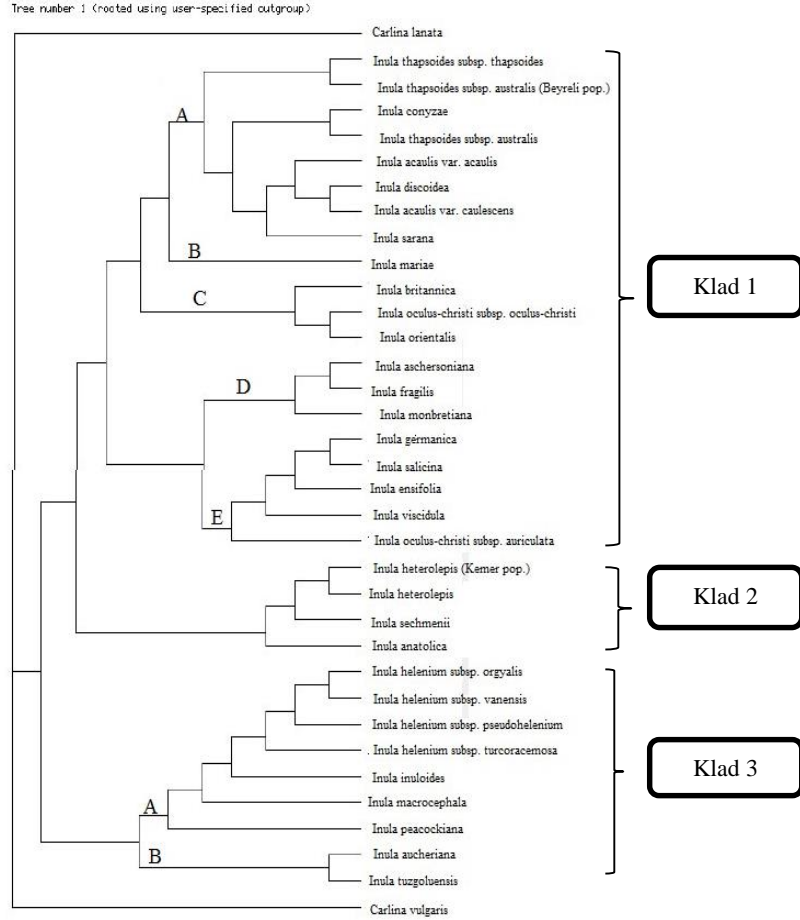 Tree number 1 (rooted using user-specified outgroup)
Carlina lanata
Inula thapsoides subsp. thapsoides
Inula thapsoides subsp. australis (Beyreli pop.)
A
Inula conyzae
Inula thapsoides subsp. australis
Inula acaulis var. acaulis
Inula discoidea
Inula acaulis var. caulescens
Inula sarana
B
Inula mariae
Klad 1
C
Inula britannica
Inula oculus-christi subsp. oculus-christi
Inula orientalis
Inula aschersoniana
D
Inula fragilis
Inula monbretiana
Inula germanica
Inula salicina
Inula ensifolia
E
Inula viscidula
Inula oculus-christi subsp. auriculata
Inula heterolepis (Kemer pop.)
Inula heterolepis
Klad 2
Inula sechmenii
Inula anatolica
Inula helenium subsp. orgyalis
Inula helenium subsp. vanensis
Inula helenium subsp. pseudohelenium
Inula helenium subsp. turcoracemosa
Klad 3
Inula inuloides
A
Inula macrocephala
Inula peacockiana
B
Inula aucheriana
Inula tuzgoluensis
Carlina vulgaris